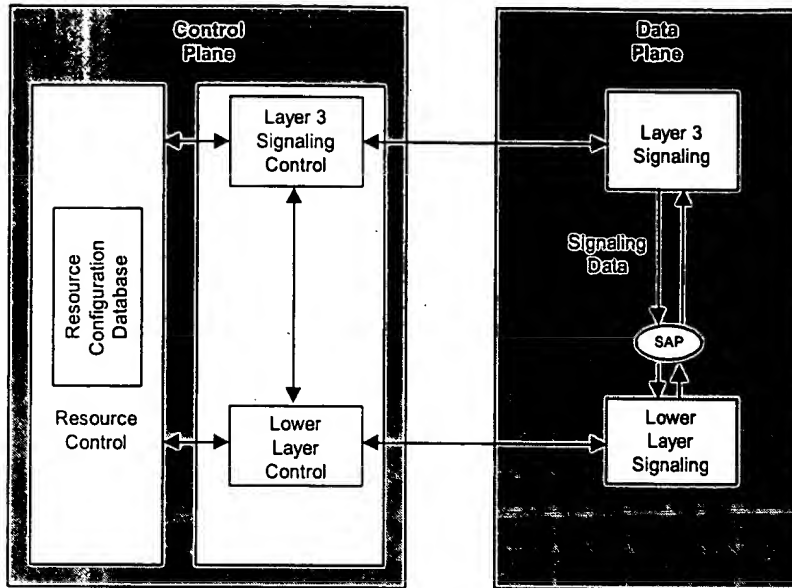 Control
Plane
Data
Plane
Layer 3
Signaling
Control
Layer 3
Signaling
Resource
Configuration
Database
Signaling
Data
SAP
Resource
Control
Lower
Layer
Control
Lower
Layer
Signaling